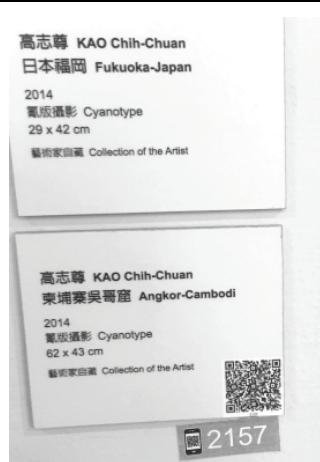 高志尊 KAO Chih-Chuan
日本福岡 Fukuoka-Japan
2014
氰版攝影 Cyanotype
29 x 42 cm
藝術家自藏 Collection of the Artist
高志尊 KAO Chih-Chuan
柬埔寨吳哥窟 Angkor-Cambodi
2014
氰版攝影 Cyanotype
62 x 43 cm
藝術家自藏 Collection of the Artist
2157